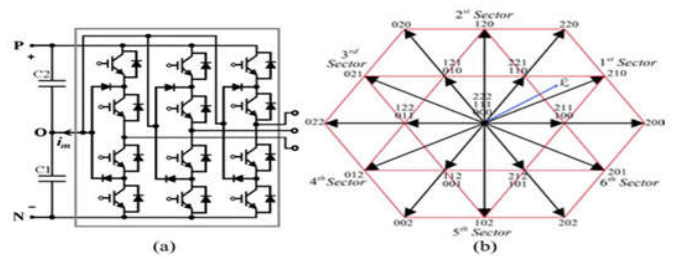 P
+
C2
O
i_m
C1
N
−
(a)
2ˢᵗ Sector
020
120
220
3ʳᵈ
Sector
021
121
010
221
110
1ˢᵗ Sector
210
022
122
011
222
111
000
211
100
200
012
4ᵗʰ Sector
112
001
212
101
201
6ᵗʰ Sector
002
102
202
5ᵗʰ Sector
(b)